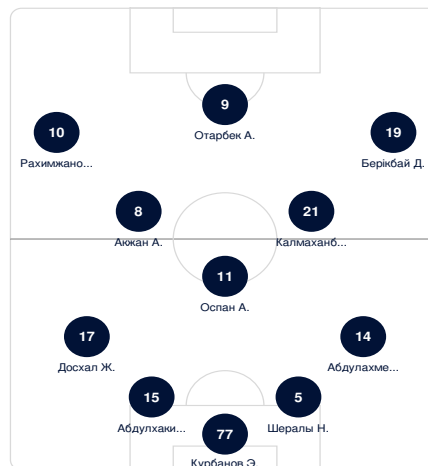 9
Отарбек А.
10
Рахимжано...
19
Берікбай Д.
8
Акжан А.
21
Калмаханб...
11
Оспан А.
17
Досхал Ж.
14
Абдулахме...
15
Абдулхаки...
5
Шералы Н.
77
Курбанов Э.